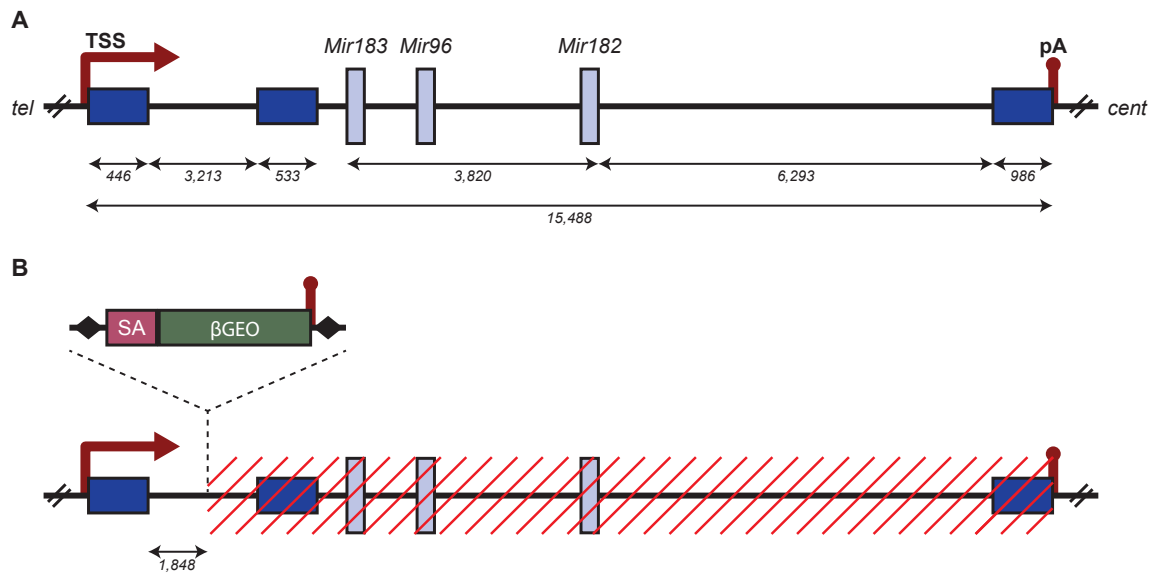 A
TSS
Mir183 Mir96 Mir182
pA
tel
cent
446 3,213 533 3,820 6,293 986
15,488
B
SA βGEO
1,848